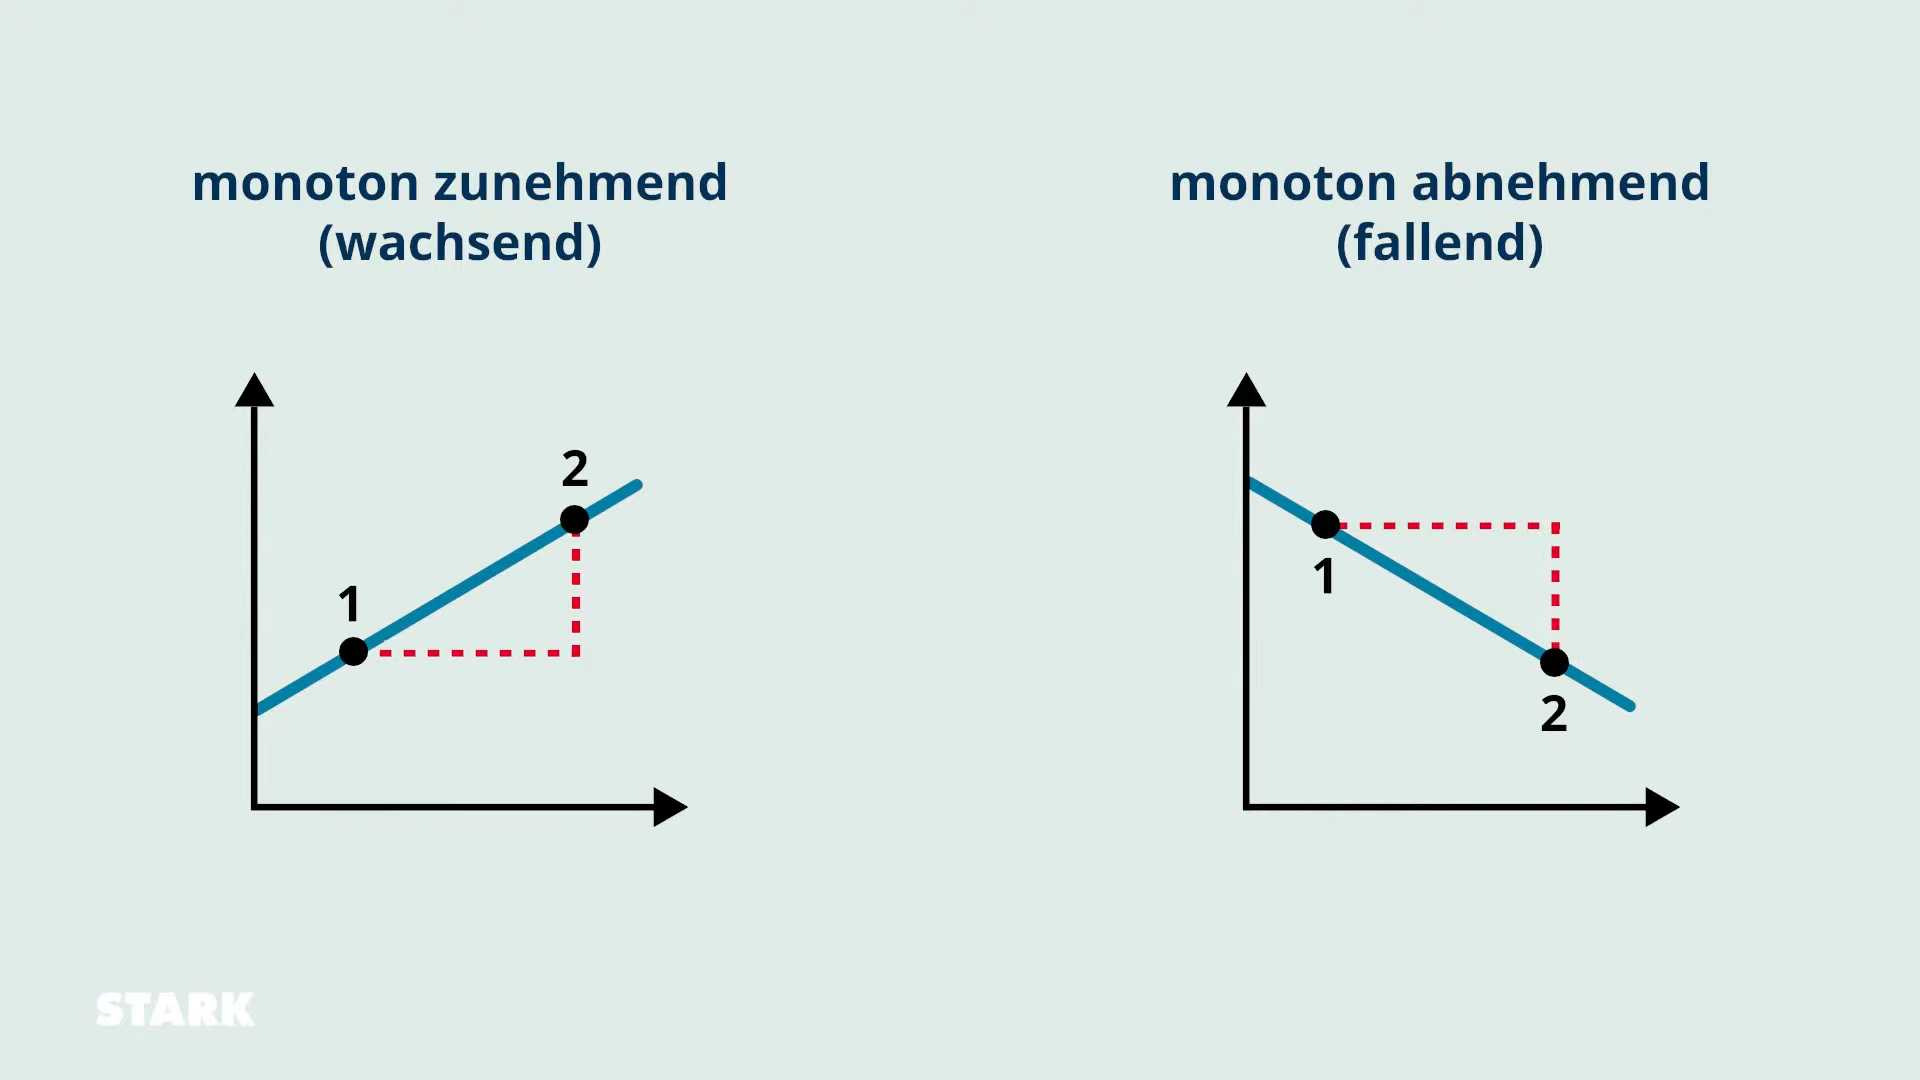 monoton zunehmend
(wachsend)
2
1
monoton abnehmend
(fallend)
1
2
STARK